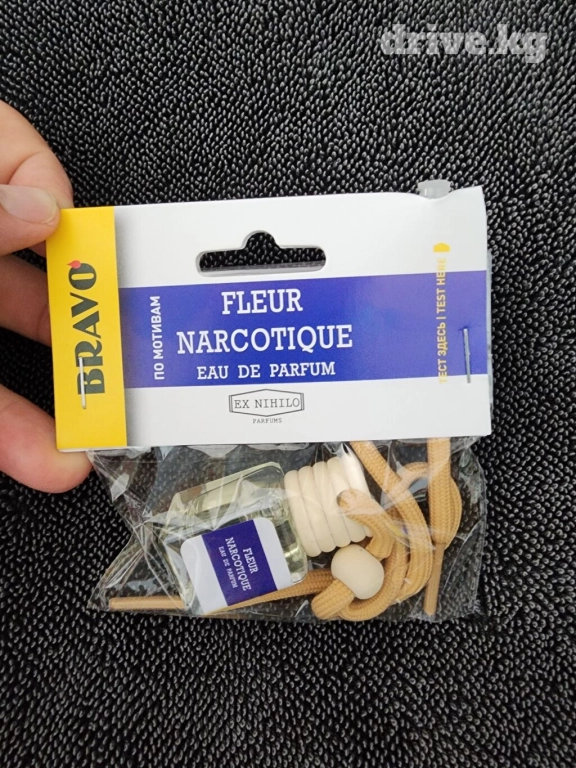 drive.kg
BRAVO
ПО МОТИВАМ
FLEUR
NARCOTIQUE
EAU DE PARFUM
EX NIHILO
PARFUMS
ТЕСТ ЗДЕСЬ | TEST HERE
FLEUR
NARCOTIQUE
EAU DE PARFUM